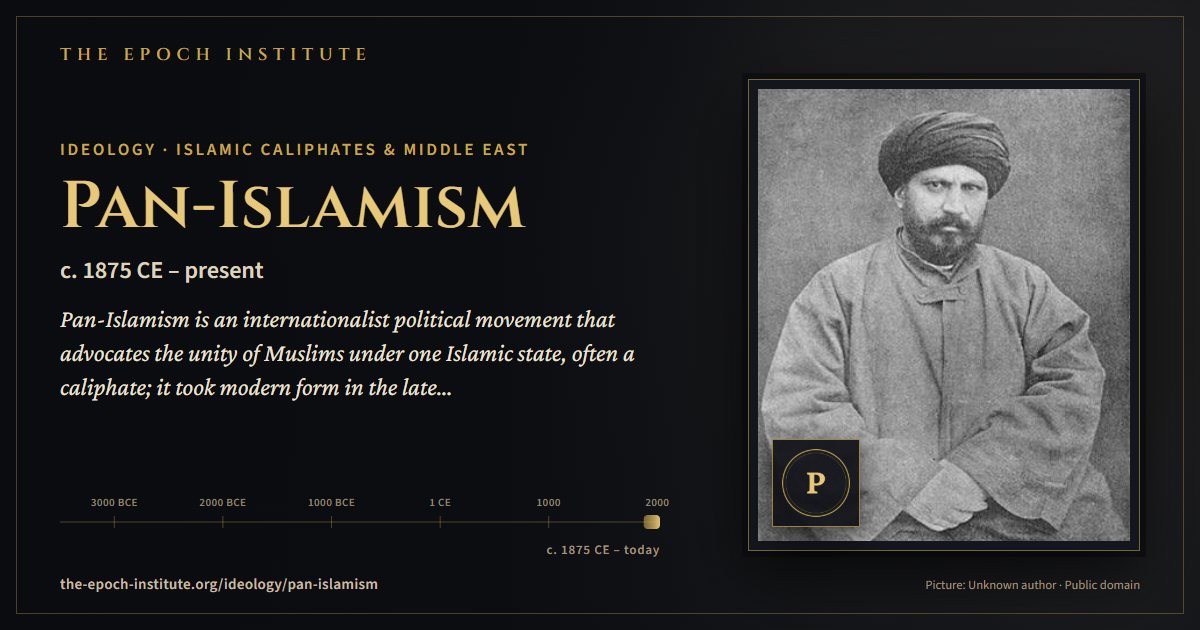 THE EPOCH INSTITUTE
IDEOLOGY · ISLAMIC CALIPHATES & MIDDLE EAST
PAN-ISLAMISM
c. 1875 CE – present
Pan-Islamism is an internationalist political movement that
advocates the unity of Muslims under one Islamic state, often a
caliphate; it took modern form in the late...
P
3000 BCE 2000 BCE 1000 BCE 1 CE 1000 2000
c. 1875 CE – today
the-epoch-institute.org/ideology/pan-islamism
Picture: Unknown author · Public domain